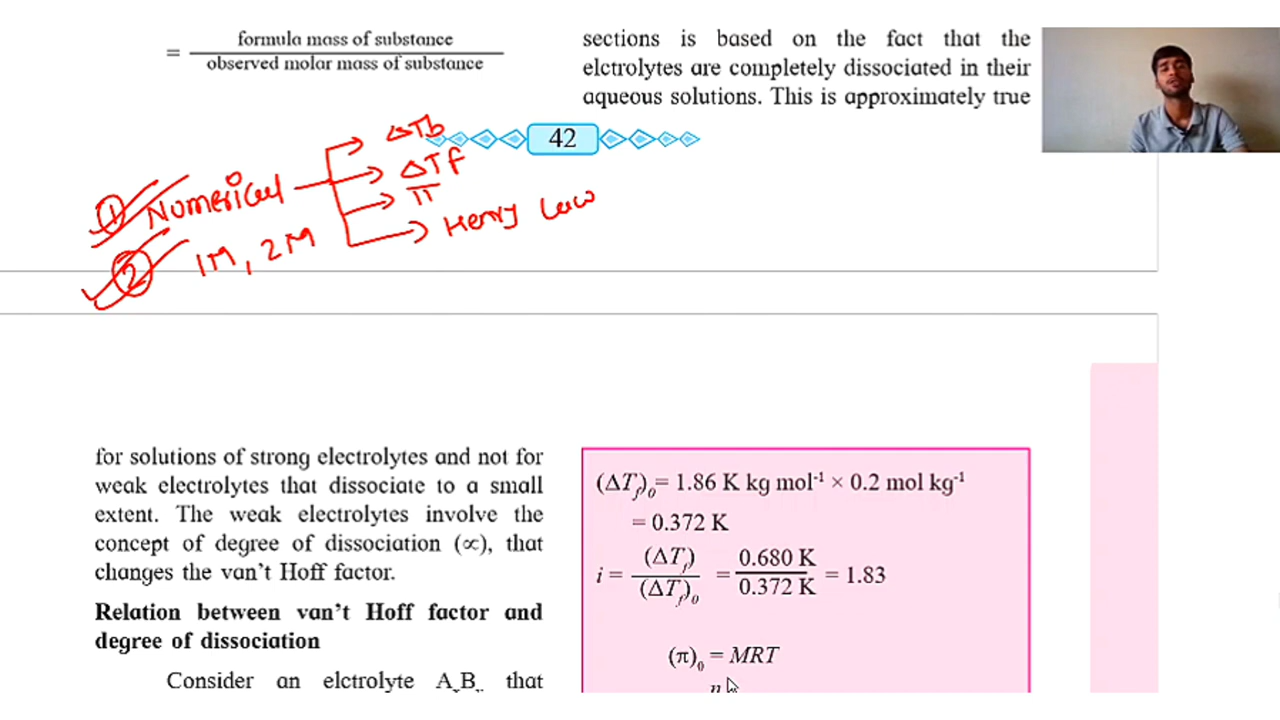 = formula mass of substance
observed molar mass of substance
sections is based on the fact that the
elctrolytes are completely dissociated in their
aqueous solutions. This is approximately true
42
① Numerical → ΔTb
→ ΔTf
→ π
→ Henry Law
② 1M, 2M
for solutions of strong electrolytes and not for
weak electrolytes that dissociate to a small
extent. The weak electrolytes involve the
concept of degree of dissociation (∝), that
changes the van't Hoff factor.
Relation between van't Hoff factor and
degree of dissociation
Consider an elctrolyte AₓBᵧ, that
(ΔTf)₀ = 1.86 K kg mol⁻¹ × 0.2 mol kg⁻¹
= 0.372 K
i = (ΔTf) / (ΔTf)₀ = 0.680 K / 0.372 K = 1.83
(π)₀ = MRT
n